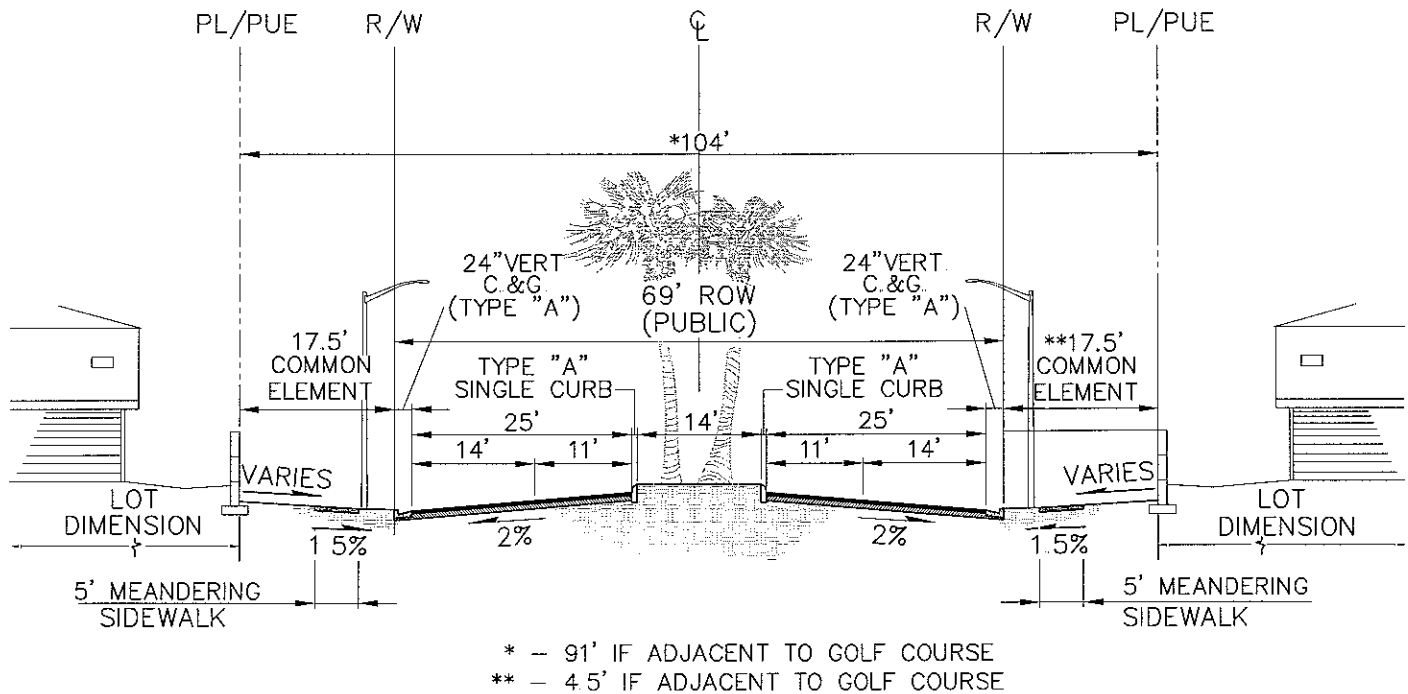 PL/PUE
R/W
℄
R/W
PL/PUE
*104'
24"VERT
C.&G.
(TYPE "A")
69' ROW
(PUBLIC)
24"VERT.
C.&G.
(TYPE "A")
17.5'
COMMON
ELEMENT
TYPE "A"
SINGLE CURB
TYPE "A"
SINGLE CURB
**17.5'
COMMON
ELEMENT
25'
14'
25'
14'
11'
11'
14'
VARIES
VARIES
LOT
DIMENSION
LOT
DIMENSION
1.5%
2%
2%
1.5%
5' MEANDERING
SIDEWALK
5' MEANDERING
SIDEWALK
* - 91' IF ADJACENT TO GOLF COURSE
** - 4.5' IF ADJACENT TO GOLF COURSE